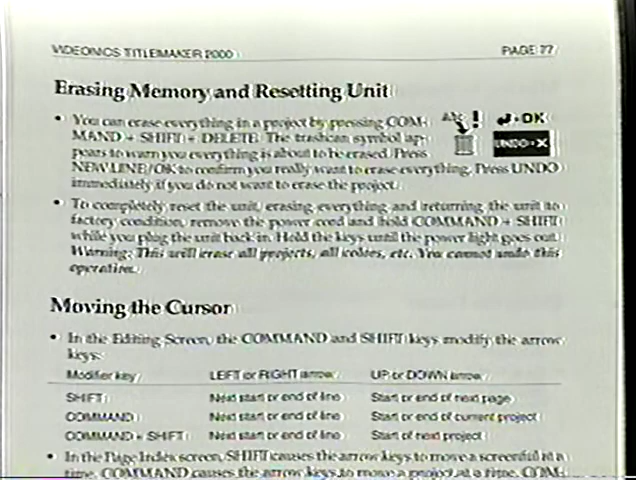 VIDEONICS TITLEMAKER 2000 PAGE 77
Erasing Memory and Resetting Unit
• You can erase everything in a project by pressing COM-
MAND + SHIFT + DELETE. The trashcan symbol ap-
pears to warn you everything is about to be erased. Press
NEW LINE/OK to confirm you really want to erase everything. Press UNDO
immediately if you do not want to erase the project.
Abc ! ↵=OK
UNDO=X
• To completely reset the unit, erasing everything and returning the unit to
factory condition, remove the power cord and hold COMMAND + SHIFT
while you plug the unit back in. Hold the keys until the power light goes out.
Warning: This will erase all projects, all colors, etc. You cannot undo this
operation.
Moving the Cursor
• In the Editing Screen, the COMMAND and SHIFT keys modify the arrow
keys:
Modifier key LEFT or RIGHT arrow UP or DOWN arrow
SHIFT Next start or end of line Start or end of next page
COMMAND Next start or end of line Start or end of current project
COMMAND + SHIFT Next start or end of line Start of next project
• In the Page Index screen, SHIFT causes the arrow keys to move a screenful at a
time. COMMAND causes the arrow keys to move a project at a time. COM-